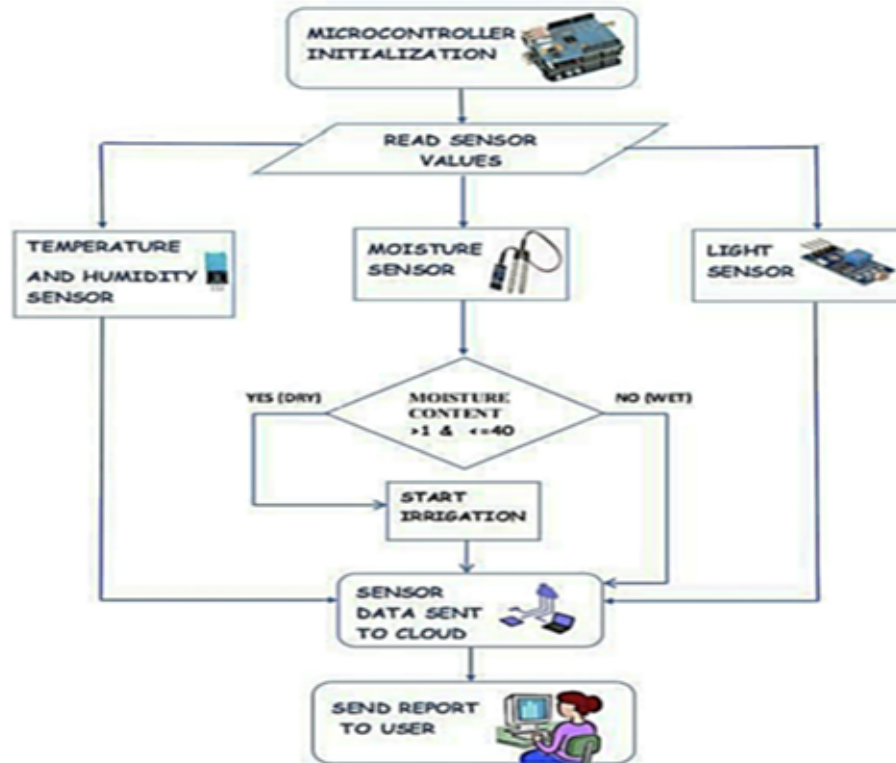 MICROCONTROLLER
INITIALIZATION
READ SENSOR
VALUES
TEMPERATURE
AND HUMIDITY
SENSOR
MOISTURE
SENSOR
LIGHT
SENSOR
YES (DRY)
MOISTURE
CONTENT
>1 & <=40
NO (WET)
START
IRRIGATION
SENSOR
DATA SENT
TO CLOUD
SEND REPORT
TO USER